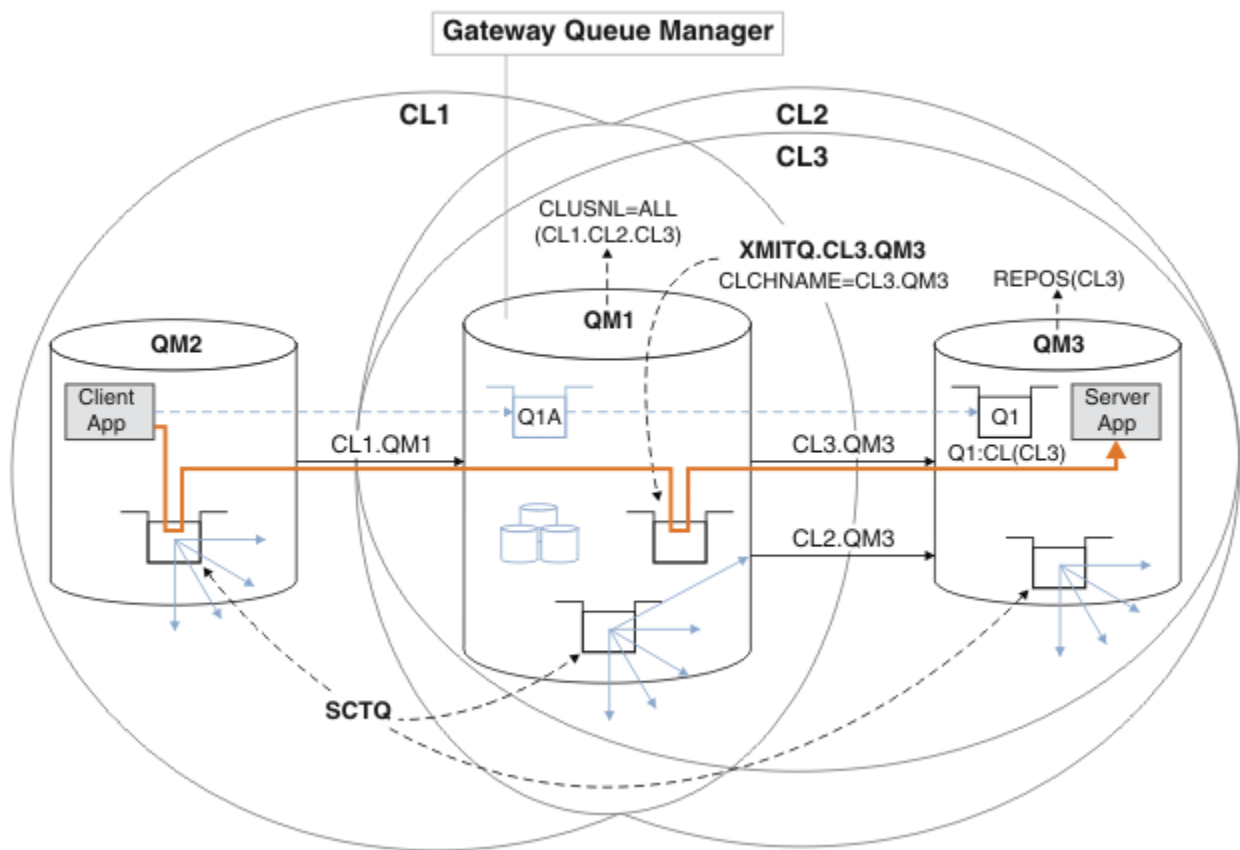 Gateway Queue Manager
CL1
CL2
CL3
CLUSNL=ALL
(CL1.CL2.CL3)
XMITQ.CL3.QM3
CLCHNAME=CL3.QM3
REPOS(CL3)
QM2
QM1
QM3
Client
App
Q1A
Q1
Server
App
CL1.QM1
CL3.QM3
Q1:CL(CL3)
CL2.QM3
SCTQ